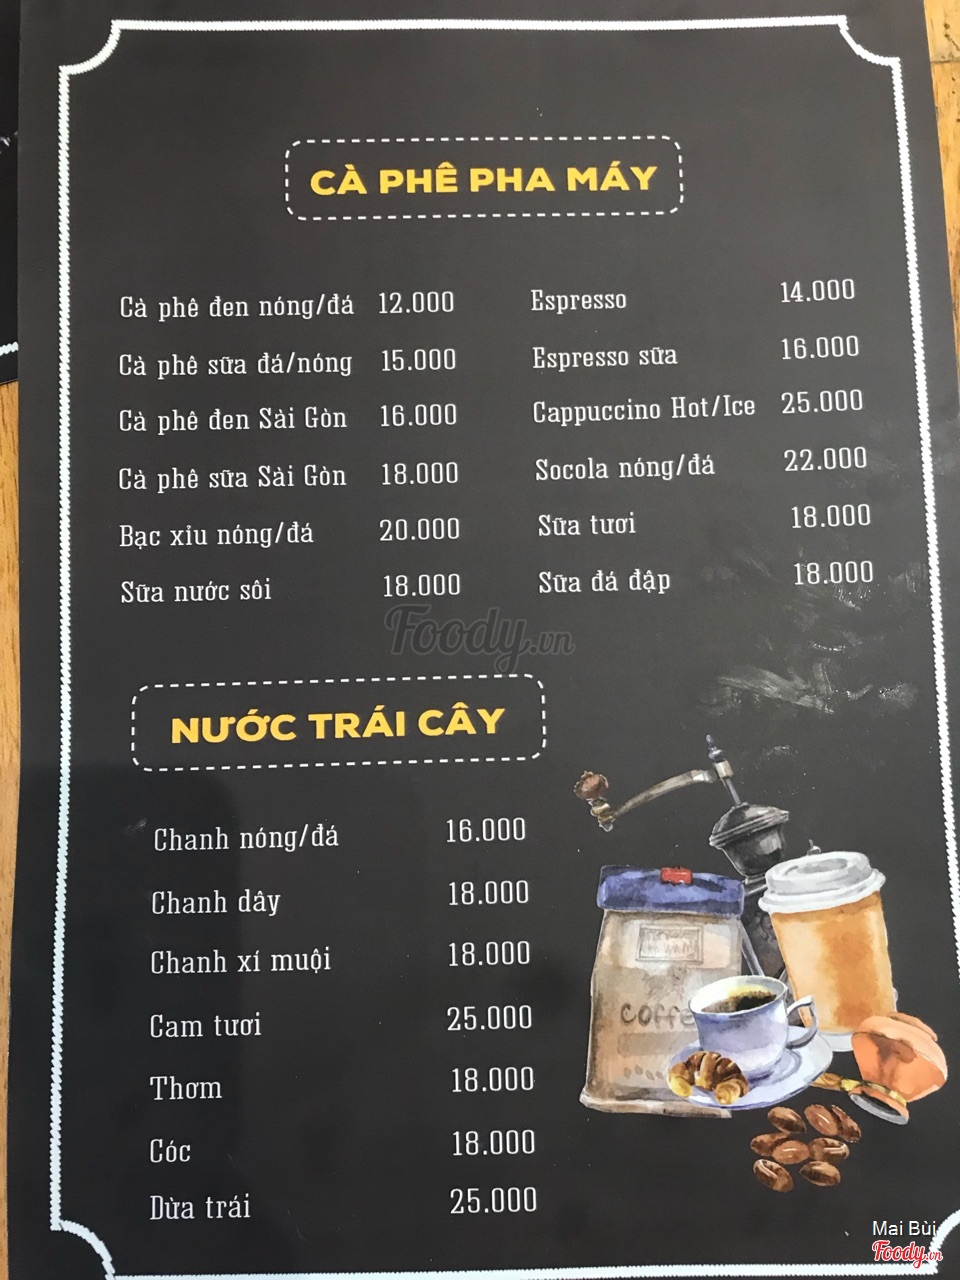 CÀ PHÊ PHA MÁY
Cà phê đen nóng/đá 12.000
Cà phê sữa đá/nóng 15.000
Cà phê đen Sài Gòn 16.000
Cà phê sữa Sài Gòn 18.000
Bạc xỉu nóng/đá 20.000
Sữa nước sôi 18.000
Espresso 14.000
Espresso sữa 16.000
Cappuccino Hot/Ice 25.000
Socola nóng/đá 22.000
Sữa tươi 18.000
Sữa đá đập 18.000
Foody.vn
NƯỚC TRÁI CÂY
Chanh nóng/đá 16.000
Chanh dây 18.000
Chanh xí muội 18.000
Cam tươi 25.000
Thơm 18.000
Cóc 18.000
Dừa trái 25.000
COFFE
Mai Bùi
Foody.vn